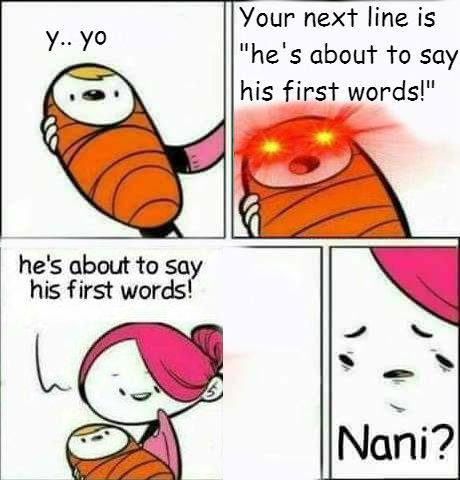 y.. yo
Your next line is
"he's about to say
his first words!"
he's about to say
his first words!
Nani?